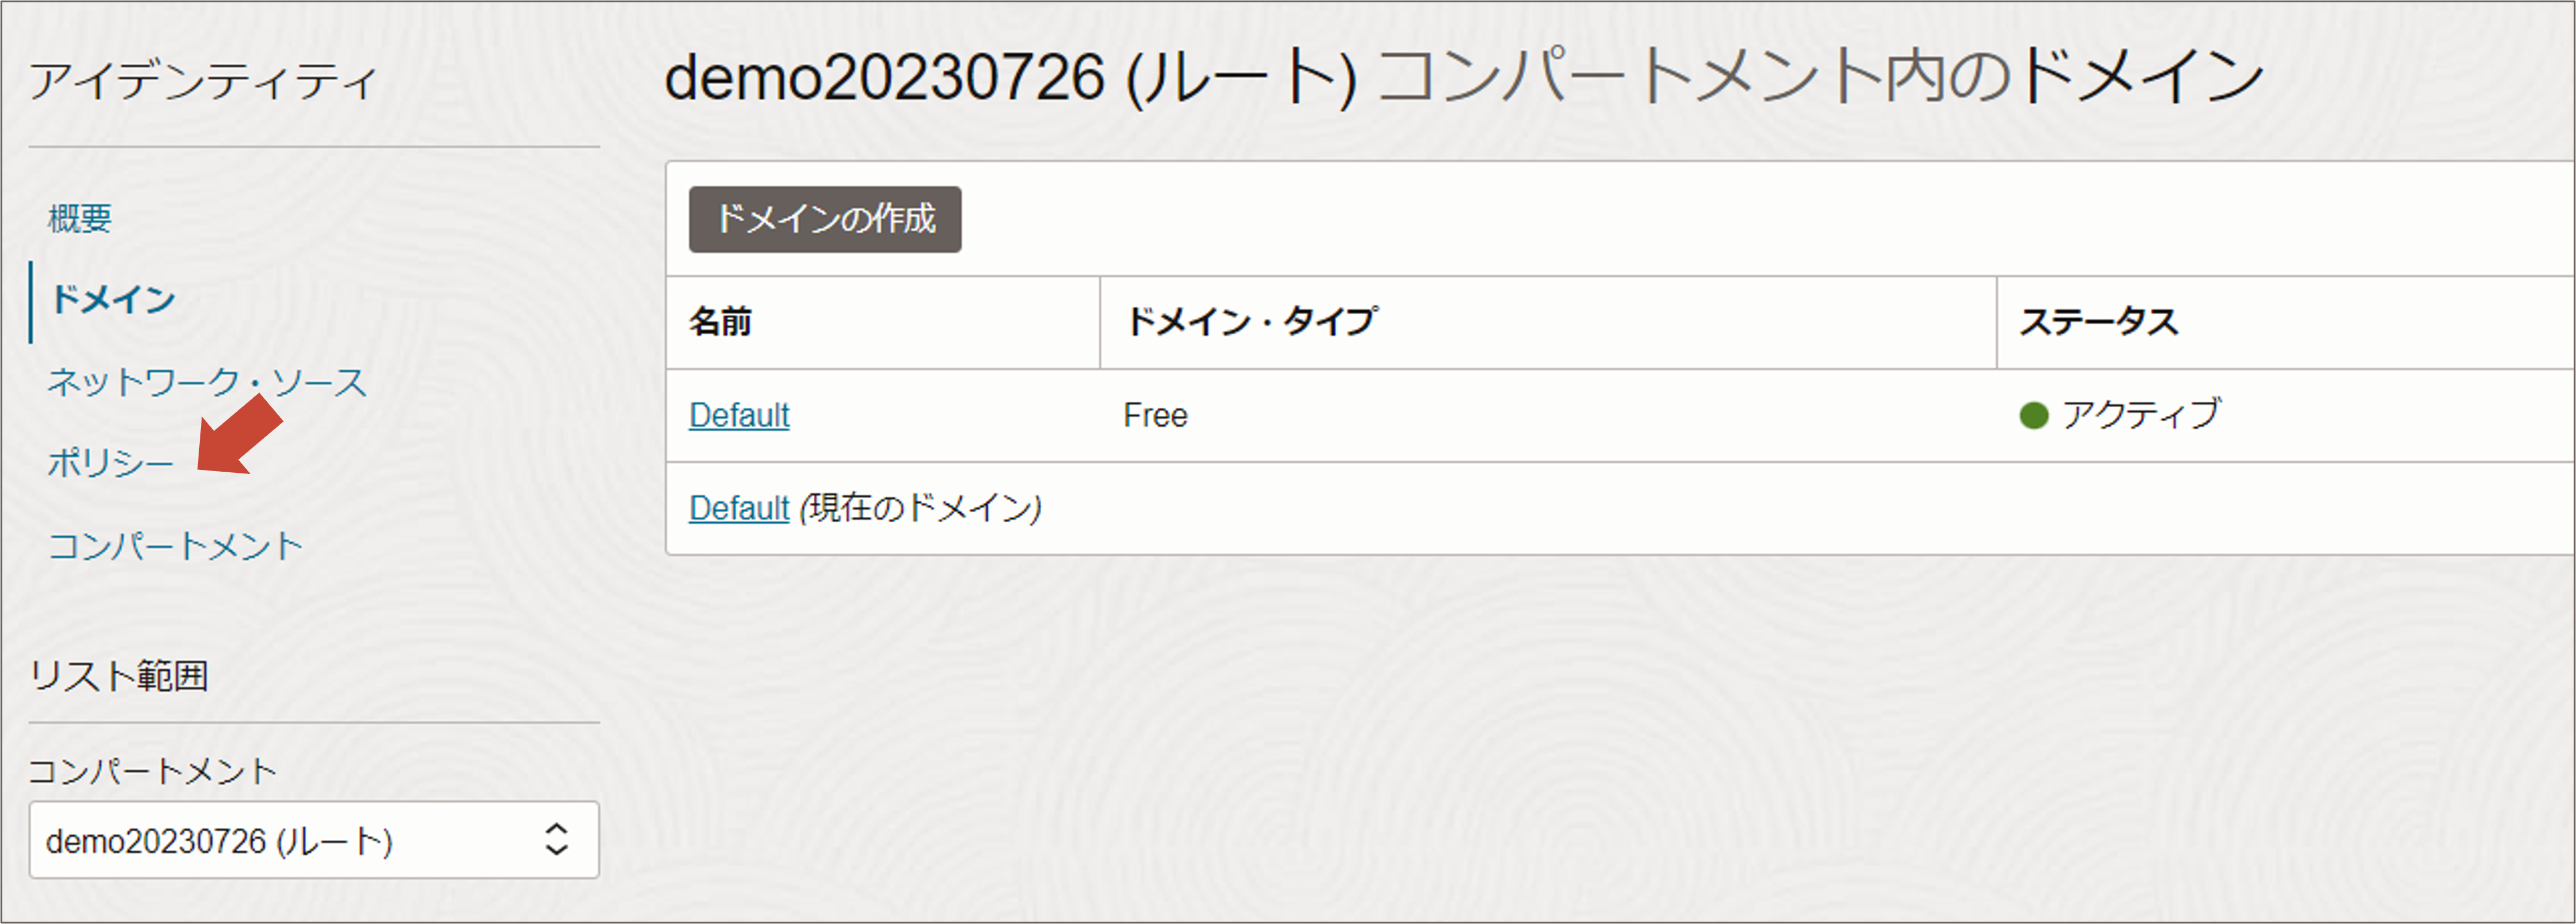 アイデンティティ
概要
ドメイン
ネットワーク・ソース
ポリシー
コンパートメント
リスト範囲
コンパートメント
demo20230726 (ルート)
demo20230726 (ルート) コンパートメント内のドメイン
ドメインの作成
名前 ドメイン・タイプ ステータス
Default Free アクティブ
Default (現在のドメイン)